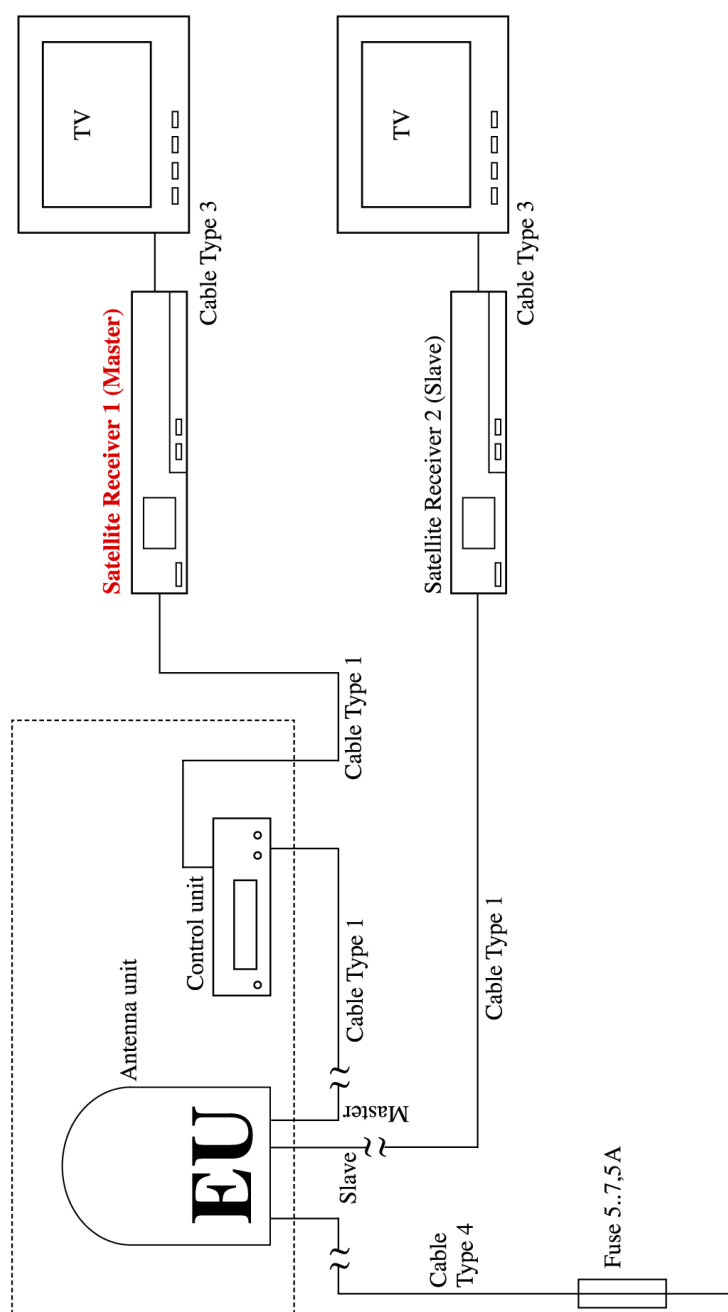 TV
Cable Type 3
Satellite Receiver 1 (Master)
TV
Cable Type 3
Satellite Receiver 2 (Slave)
Cable Type 1
Control unit
Cable Type 1
Cable Type 1
Antenna unit
EU
Master
Slave
Cable
Type 4
Fuse 5..7,5A